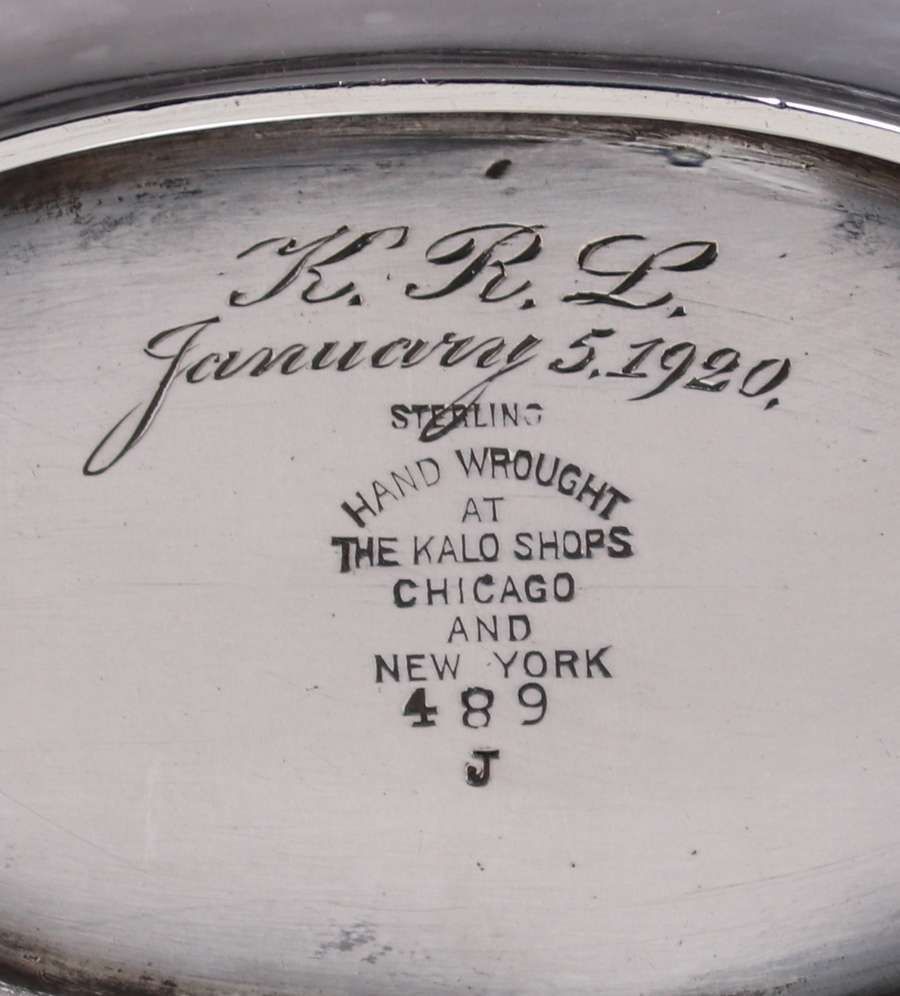 K. R. L.
January 5, 1920.
STERLING
HAND WROUGHT
AT
THE KALO SHOPS
CHICAGO
AND
NEW YORK
489
J